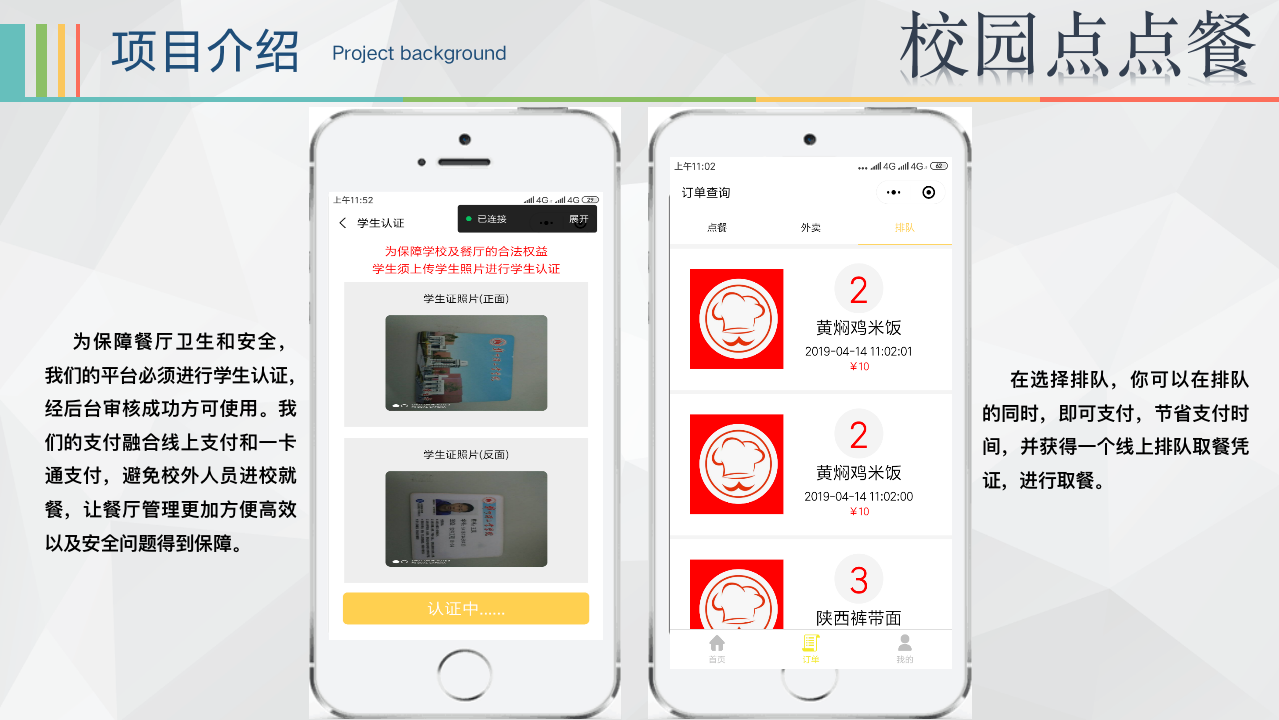 项目介绍 Project background
校园点点餐
为保障餐厅卫生和安全，
我们的平台必须进行学生认证，
经后台审核成功方可使用。我
们的支付融合线上支付和一卡
通支付，避免校外人员进校就
餐，让餐厅管理更加方便高效
以及安全问题得到保障。
上午11:52
4G 4G 29
学生认证
已连接 展开
为保障学校及餐厅的合法权益
学生须上传学生照片进行学生认证
学生证照片(正面)
学生证照片(反面)
认证中......
上午11:02
4G 4G 62
订单查询
点餐 外卖 排队
2
黄焖鸡米饭
2019-04-14 11:02:01
¥10
2
黄焖鸡米饭
2019-04-14 11:02:00
¥10
3
陕西裤带面
首页 订单 我的
在选择排队，你可以在排队
的同时，即可支付，节省支付时
间，并获得一个线上排队取餐凭
证，进行取餐。